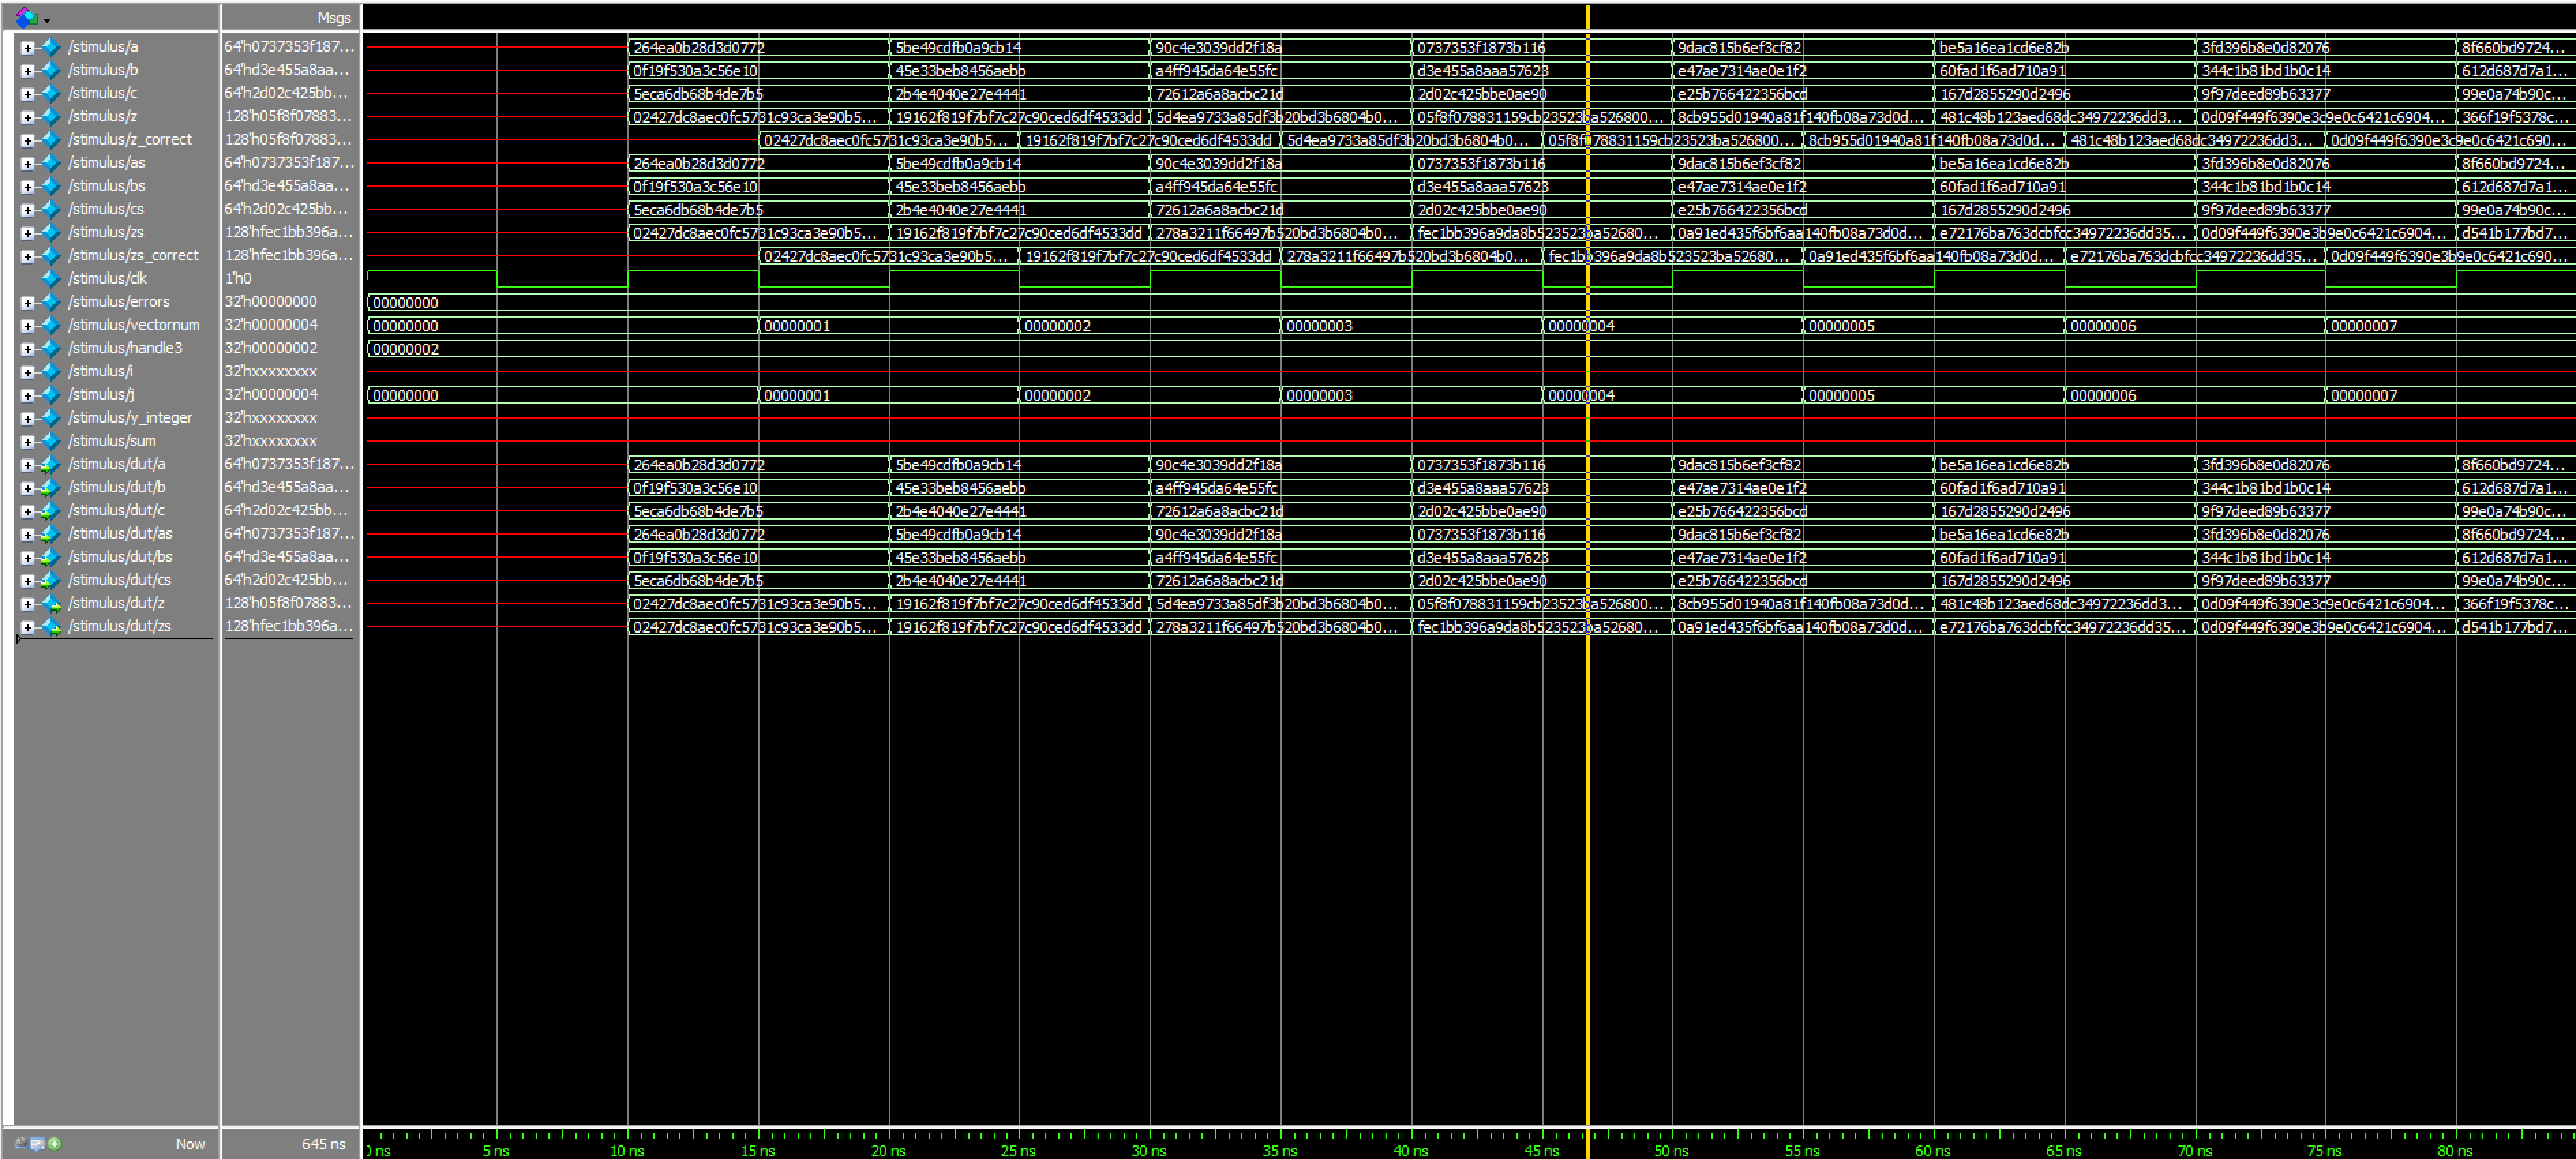 Msgs
/stimulus/a 64'h0737353f187... 264ea0b28d3d0772 5be49cdfb0a9cb14 90c4e3039dd2f18a 0737353f1873b116 9dac815b6ef3cf82 be5a16ea1cd6e82b 3fd396b8e0d82076 8f660bd9724...
/stimulus/b 64'hd3e455a8aa... 0f19f530a3c56e10 45e33beb8456aebb a4ff945da64e55fc d3e455a8aaa57623 e47ae7314ae0e1f2 60fad1f6ad710a91 344c1b81bd1b0c14 612d687d7a1...
/stimulus/c 64'h2d02c425bb... 5eca6db68b4de7b5 2b4e4040e27e4441 72612a6a8acbc21d 2d02c425bbe0ae90 e25b766422356bcd 167d2855290d2496 9f97deed89b63377 99e0a74b90c...
/stimulus/z 128'h05f8f07883... 02427dc8aec0fc5731c93ca3e90b5... 19162f819f7bf7c27c90ced6df4533dd 5d4ea9733a85df3b20bd3b6804b0... 05f8f078831159cb23523ba526800... 8cb955d01940a81f140fb08a73d0d... 481c48b123aed68dc34972236dd3... 0d09f449f6390e3c9e0c6421c6904... 366f19f5378c...
/stimulus/z_correct 128'h05f8f07883... 02427dc8aec0fc5731c93ca3e90b5... 19162f819f7bf7c27c90ced6df4533dd 5d4ea9733a85df3b20bd3b6804b0... 05f8f078831159cb23523ba526800... 8cb955d01940a81f140fb08a73d0d... 481c48b123aed68dc34972236dd3... 0d09f449f6390e3c9e0c6421c690...
/stimulus/as 64'h0737353f187... 264ea0b28d3d0772 5be49cdfb0a9cb14 90c4e3039dd2f18a 0737353f1873b116 9dac815b6ef3cf82 be5a16ea1cd6e82b 3fd396b8e0d82076 8f660bd9724...
/stimulus/bs 64'hd3e455a8aa... 0f19f530a3c56e10 45e33beb8456aebb a4ff945da64e55fc d3e455a8aaa57623 e47ae7314ae0e1f2 60fad1f6ad710a91 344c1b81bd1b0c14 612d687d7a1...
/stimulus/cs 64'h2d02c425bb... 5eca6db68b4de7b5 2b4e4040e27e4441 72612a6a8acbc21d 2d02c425bbe0ae90 e25b766422356bcd 167d2855290d2496 9f97deed89b63377 99e0a74b90c...
/stimulus/zs 128'hfec1bb396a... 02427dc8aec0fc5731c93ca3e90b5... 19162f819f7bf7c27c90ced6df4533dd 278a3211f66497b520bd3b6804b0... fec1bb396a9da8b523523ba52680... 0a91ed435f6bf6aa140fb08a73d0d... e72176ba763dcbfcc34972236dd35... 0d09f449f6390e3b9e0c6421c6904... d541b177bd7...
/stimulus/zs_correct 128'hfec1bb396a... 02427dc8aec0fc5731c93ca3e90b5... 19162f819f7bf7c27c90ced6df4533dd 278a3211f66497b520bd3b6804b0... fec1bb396a9da8b523523ba52680... 0a91ed435f6bf6aa140fb08a73d0d... e72176ba763dcbfcc34972236dd35... 0d09f449f6390e3b9e0c6421c690...
/stimulus/clk 1'h0
/stimulus/errors 32'h00000000 00000000
/stimulus/vectornum 32'h00000004 00000000 00000001 00000002 00000003 00000004 00000005 00000006 00000007
/stimulus/handle3 32'h00000002 00000002
/stimulus/i 32'hxxxxxxxx
/stimulus/j 32'h00000004 00000000 00000001 00000002 00000003 00000004 00000005 00000006 00000007
/stimulus/y_integer 32'hxxxxxxxx
/stimulus/sum 32'hxxxxxxxx
/stimulus/dut/a 64'h0737353f187... 264ea0b28d3d0772 5be49cdfb0a9cb14 90c4e3039dd2f18a 0737353f1873b116 9dac815b6ef3cf82 be5a16ea1cd6e82b 3fd396b8e0d82076 8f660bd9724...
/stimulus/dut/b 64'hd3e455a8aa... 0f19f530a3c56e10 45e33beb8456aebb a4ff945da64e55fc d3e455a8aaa57623 e47ae7314ae0e1f2 60fad1f6ad710a91 344c1b81bd1b0c14 612d687d7a1...
/stimulus/dut/c 64'h2d02c425bb... 5eca6db68b4de7b5 2b4e4040e27e4441 72612a6a8acbc21d 2d02c425bbe0ae90 e25b766422356bcd 167d2855290d2496 9f97deed89b63377 99e0a74b90c...
/stimulus/dut/as 64'h0737353f187... 264ea0b28d3d0772 5be49cdfb0a9cb14 90c4e3039dd2f18a 0737353f1873b116 9dac815b6ef3cf82 be5a16ea1cd6e82b 3fd396b8e0d82076 8f660bd9724...
/stimulus/dut/bs 64'hd3e455a8aa... 0f19f530a3c56e10 45e33beb8456aebb a4ff945da64e55fc d3e455a8aaa57623 e47ae7314ae0e1f2 60fad1f6ad710a91 344c1b81bd1b0c14 612d687d7a1...
/stimulus/dut/cs 64'h2d02c425bb... 5eca6db68b4de7b5 2b4e4040e27e4441 72612a6a8acbc21d 2d02c425bbe0ae90 e25b766422356bcd 167d2855290d2496 9f97deed89b63377 99e0a74b90c...
/stimulus/dut/z 128'h05f8f07883... 02427dc8aec0fc5731c93ca3e90b5... 19162f819f7bf7c27c90ced6df4533dd 5d4ea9733a85df3b20bd3b6804b0... 05f8f078831159cb23523ba526800... 8cb955d01940a81f140fb08a73d0d... 481c48b123aed68dc34972236dd3... 0d09f449f6390e3c9e0c6421c6904... 366f19f5378c...
/stimulus/dut/zs 128'hfec1bb396a... 02427dc8aec0fc5731c93ca3e90b5... 19162f819f7bf7c27c90ced6df4533dd 278a3211f66497b520bd3b6804b0... fec1bb396a9da8b523523ba52680... 0a91ed435f6bf6aa140fb08a73d0d... e72176ba763dcbfcc34972236dd35... 0d09f449f6390e3b9e0c6421c6904... d541b177bd7...
Now 645 ns ns 5 ns 10 ns 15 ns 20 ns 25 ns 30 ns 35 ns 40 ns 45 ns 50 ns 55 ns 60 ns 65 ns 70 ns 75 ns 80 ns